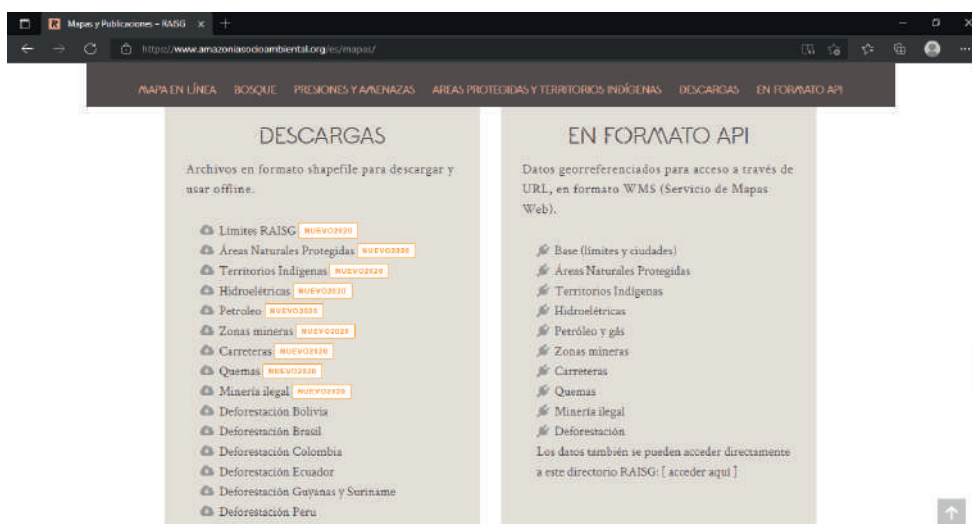 Mapas y Publicaciones – RAISG
https://www.amazoniasocioambiental.org/es/mapas/
MAPA EN LÍNEA BOSQUE PRESIONES Y AMENAZAS AREAS PROTEGIDAS Y TERRITORIOS INDÍGENAS DESCARGAS EN FORMATO API
DESCARGAS
Archivos en formato shapefile para descargar y
usar offline.
Límites RAISG NUEVO2020
Áreas Naturales Protegidas NUEVO2020
Territorios Indígenas NUEVO2020
Hidroelétricas NUEVO2020
Petroleo NUEVO2020
Zonas mineras NUEVO2020
Carreteras NUEVO2020
Quemas NUEVO2020
Minería ilegal NUEVO2020
Deforestación Bolivia
Deforestación Brasil
Deforestación Colombia
Deforestación Ecuador
Deforestación Guyanas y Suriname
Deforestación Peru
EN FORMATO API
Datos georreferenciados para acceso a través de
URL, en formato WMS (Servicio de Mapas
Web).
Base (límites y ciudades)
Áreas Naturales Protegidas
Territorios Indígenas
Hidroelétricas
Petróleo y gás
Zonas mineras
Carreteras
Quemas
Minería ilegal
Deforestación
Los datos también se pueden acceder directamente
a este directorio RAISG: [ acceder aquí ]